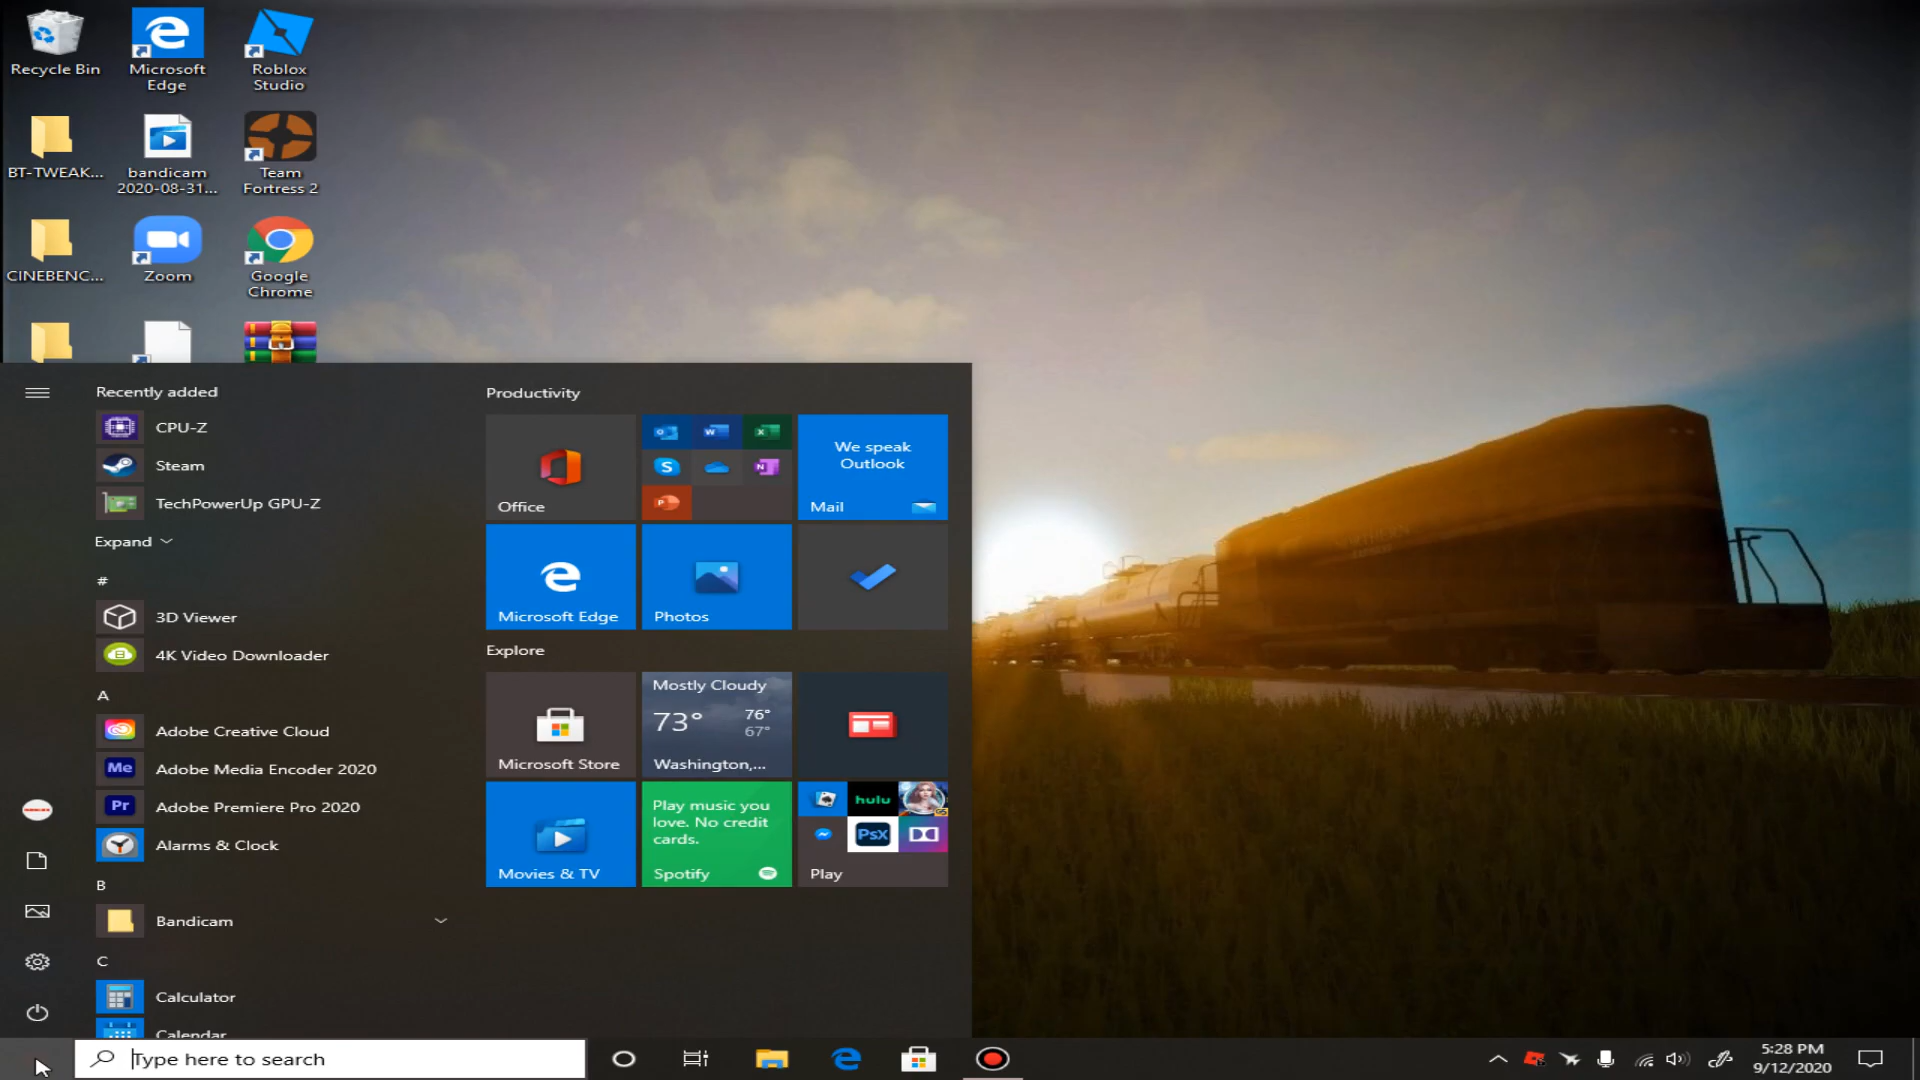 Recycle Bin
Microsoft
Edge
Roblox
Studio
BT-TWEAK...
bandicam
2020-08-31...
Team
Fortress 2
CINEBENC...
Zoom
Google
Chrome
Recently added
CPU-Z
Steam
TechPowerUp GPU-Z
Expand
#
3D Viewer
4K Video Downloader
A
Adobe Creative Cloud
Me
Adobe Media Encoder 2020
Pr
Adobe Premiere Pro 2020
Alarms & Clock
B
Bandicam
C
Calculator
Calendar
Productivity
Office
We speak
Outlook
Mail
Microsoft Edge
Photos
Explore
Microsoft Store
Mostly Cloudy
73°
76°
67°
Washington,...
Movies & TV
Play music you
love. No credit
cards.
Spotify
hulu
PsX
Play
Type here to search
5:28 PM
9/12/2020